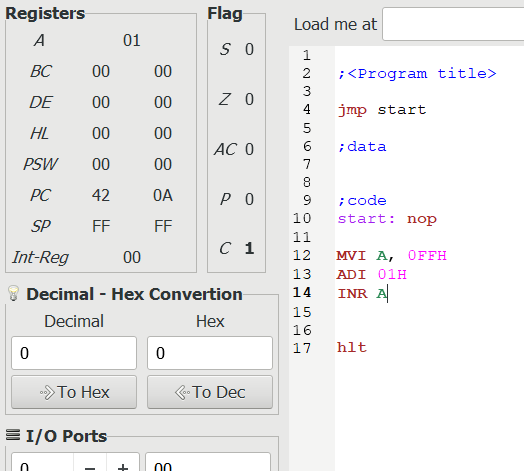 Registers
A 01
BC 00 00
DE 00 00
HL 00 00
PSW 00 00
PC 42 0A
SP FF FF
Int-Reg 00
Flag
S 0
Z 0
AC 0
P 0
C 1
Decimal - Hex Convertion
Decimal Hex
0 0
To Hex To Dec
I/O Ports
0 − + 00
Load me at
1
2 ;<Program title>
3
4 jmp start
5
6 ;data
7
8
9 ;code
10 start: nop
11
12 MVI A, 0FFH
13 ADI 01H
14 INR A
15
16
17 hlt